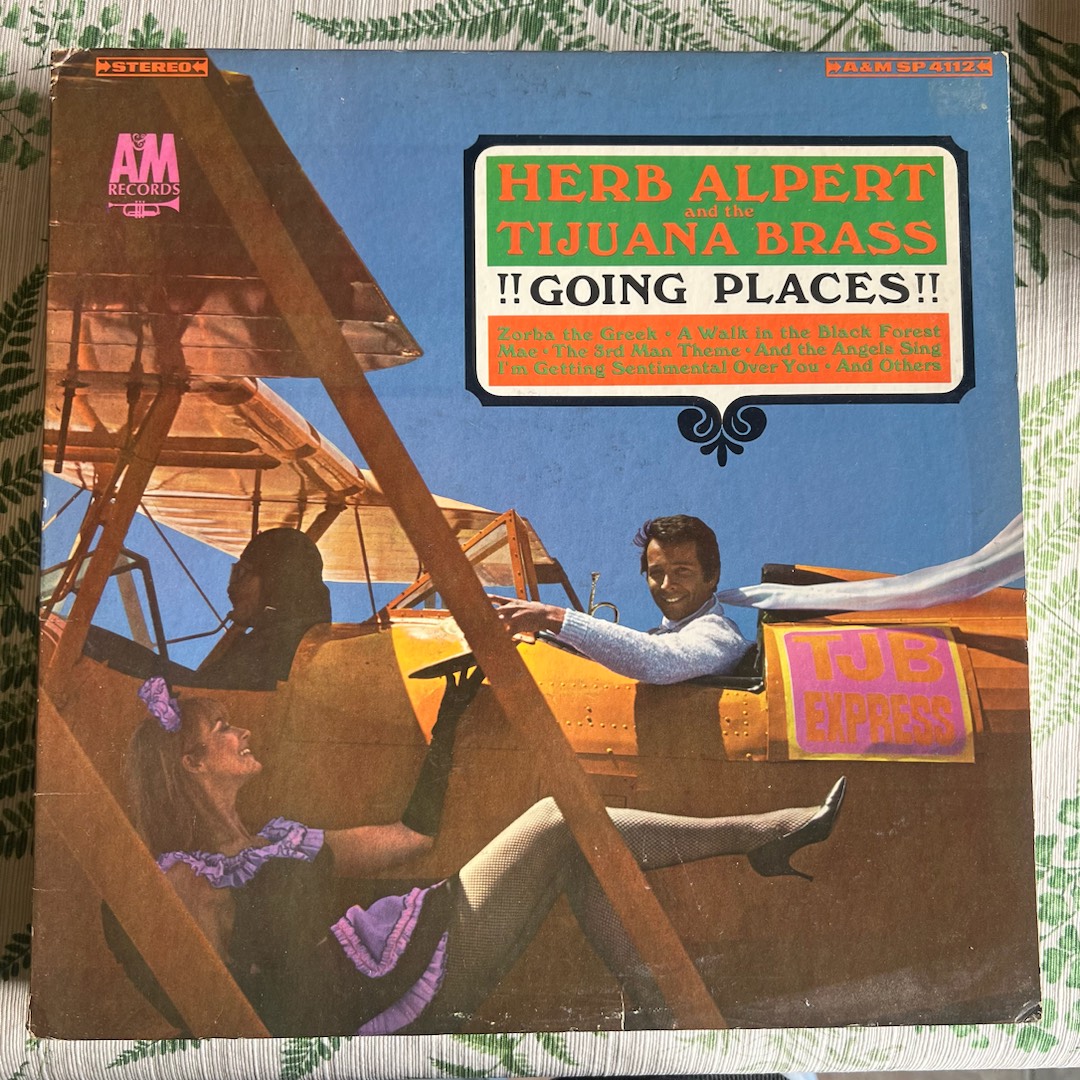 STEREO
A&M SP 4112
A&M
RECORDS
HERB ALPERT
and the
TIJUANA BRASS
!!GOING PLACES!!
Zorba the Greek • A Walk in the Black Forest
Mae • The 3rd Man Theme • And the Angels Sing
I'm Getting Sentimental Over You • And Others
TJB
EXPRESS